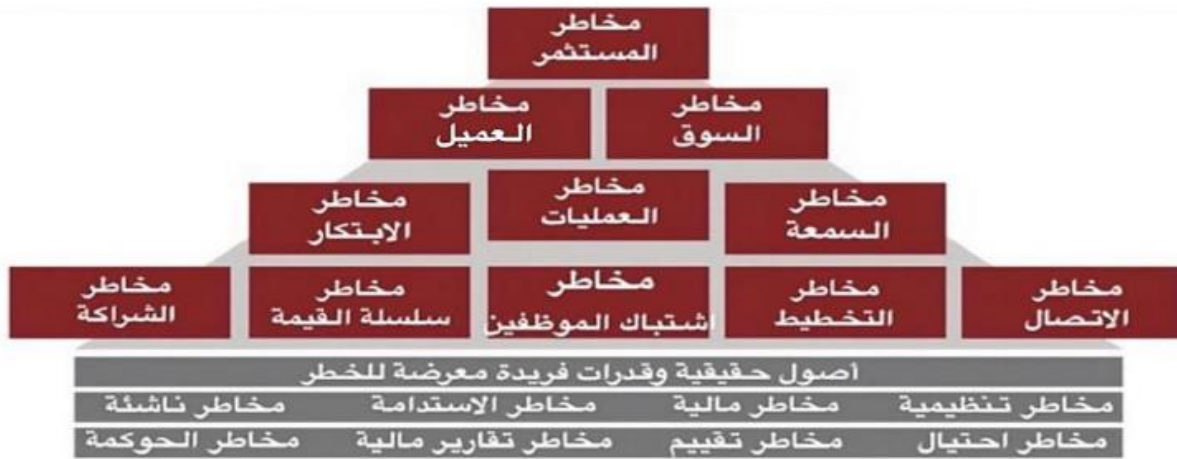 مخاطر
المستثمر
مخاطر
السوق
مخاطر
العميل
مخاطر
السمعة
مخاطر
العمليات
مخاطر
الابتكار
مخاطر
الاتصال
مخاطر
التخطيط
مخاطر
اشتباك الموظفين
مخاطر
سلسلة القيمة
مخاطر
الشراكة
أصول حقيقية وقدرات فريدة معرضة للخطر
مخاطر تنظيمية مخاطر مالية مخاطر الاستدامة مخاطر ناشئة
مخاطر احتيال مخاطر تقييم مخاطر تقارير مالية مخاطر الحوكمة